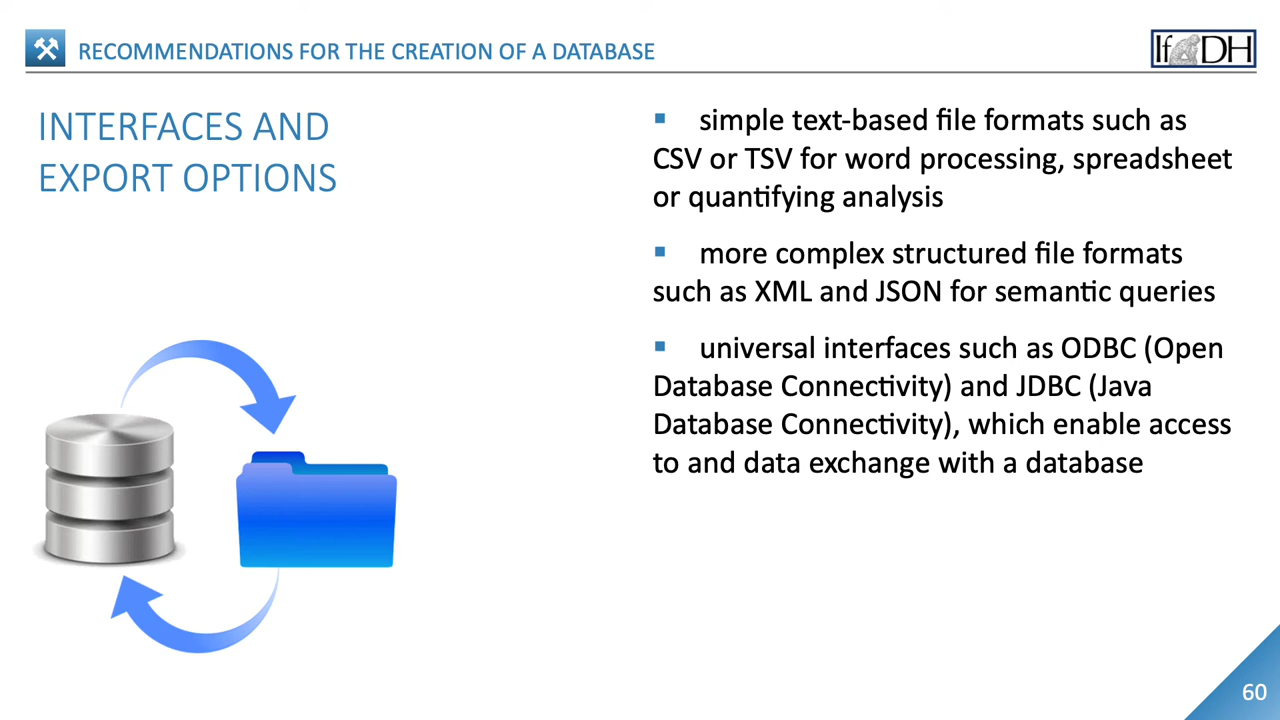 RECOMMENDATIONS FOR THE CREATION OF A DATABASE
IfDH
INTERFACES AND
EXPORT OPTIONS
▪ simple text-based file formats such as
CSV or TSV for word processing, spreadsheet
or quantifying analysis
▪ more complex structured file formats
such as XML and JSON for semantic queries
▪ universal interfaces such as ODBC (Open
Database Connectivity) and JDBC (Java
Database Connectivity), which enable access
to and data exchange with a database
60